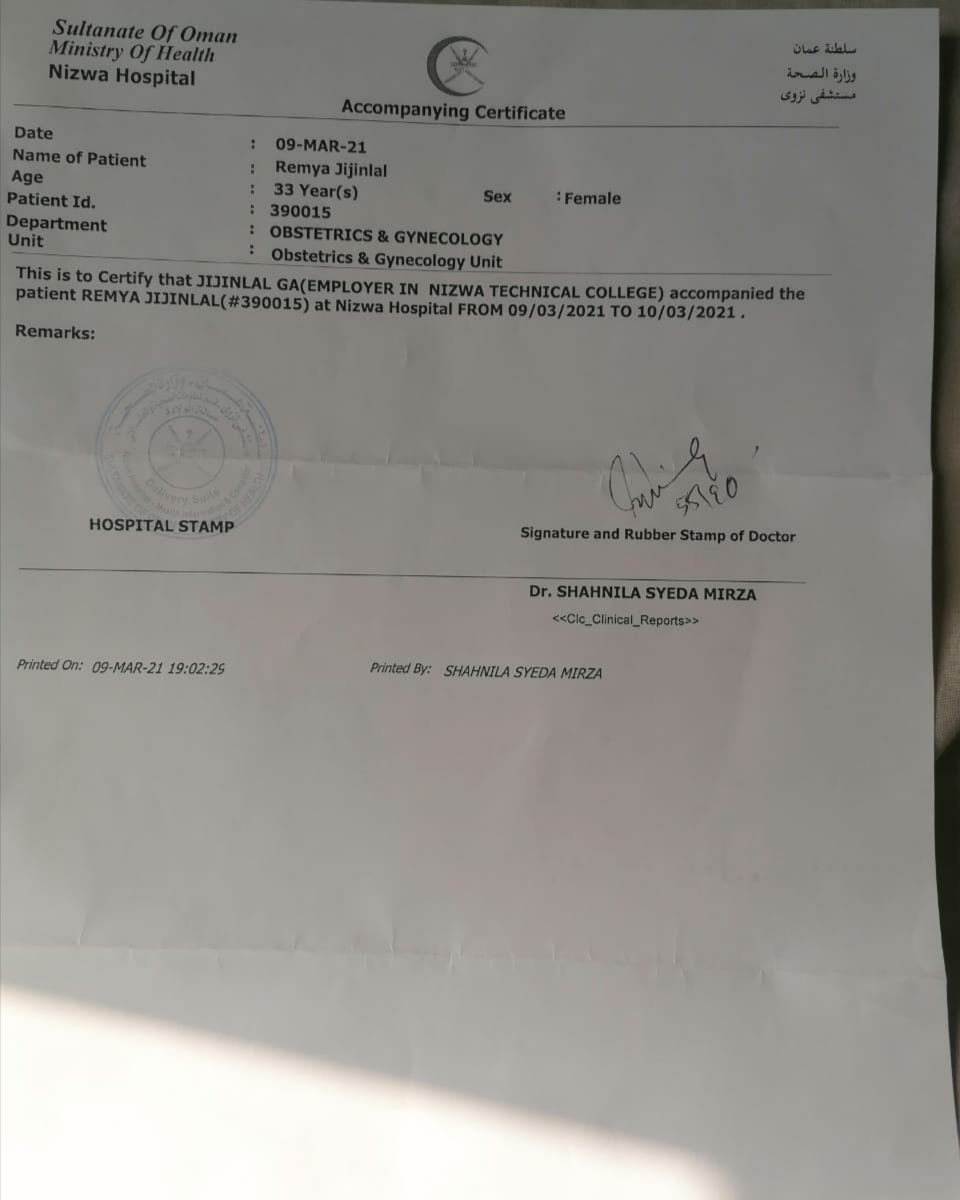 Sultanate Of Oman
Ministry Of Health
Nizwa Hospital
سلطنة عمان
وزارة الصحة
مستشفى نزوى
Accompanying Certificate
Date : 09-MAR-21
Name of Patient : Remya Jijinlal
Age : 33 Year(s) Sex : Female
Patient Id. : 390015
Department : OBSTETRICS & GYNECOLOGY
Unit : Obstetrics & Gynecology Unit
This is to Certify that JIJINLAL GA(EMPLOYER IN NIZWA TECHNICAL COLLEGE) accompanied the
patient REMYA JIJINLAL(#390015) at Nizwa Hospital FROM 09/03/2021 TO 10/03/2021 .
Remarks:
Delivery Suite
55190
HOSPITAL STAMP
Signature and Rubber Stamp of Doctor
Dr. SHAHNILA SYEDA MIRZA
<<Clc_Clinical_Reports>>
Printed On: 09-MAR-21 19:02:29 Printed By: SHAHNILA SYEDA MIRZA